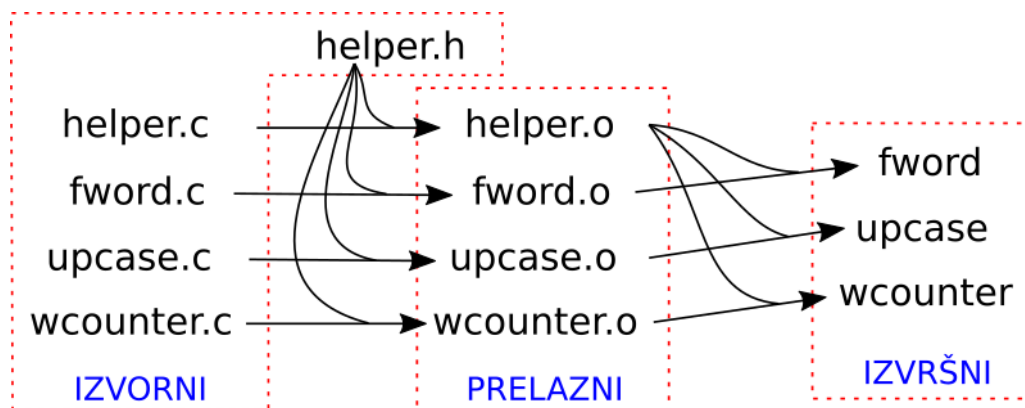 helper.h
helper.c
helper.o
fword
fword.c
fword.o
upcase
upcase.c
upcase.o
wcounter
wcounter.c
wcounter.o
IZVORNI
PRELAZNI
IZVRŠNI